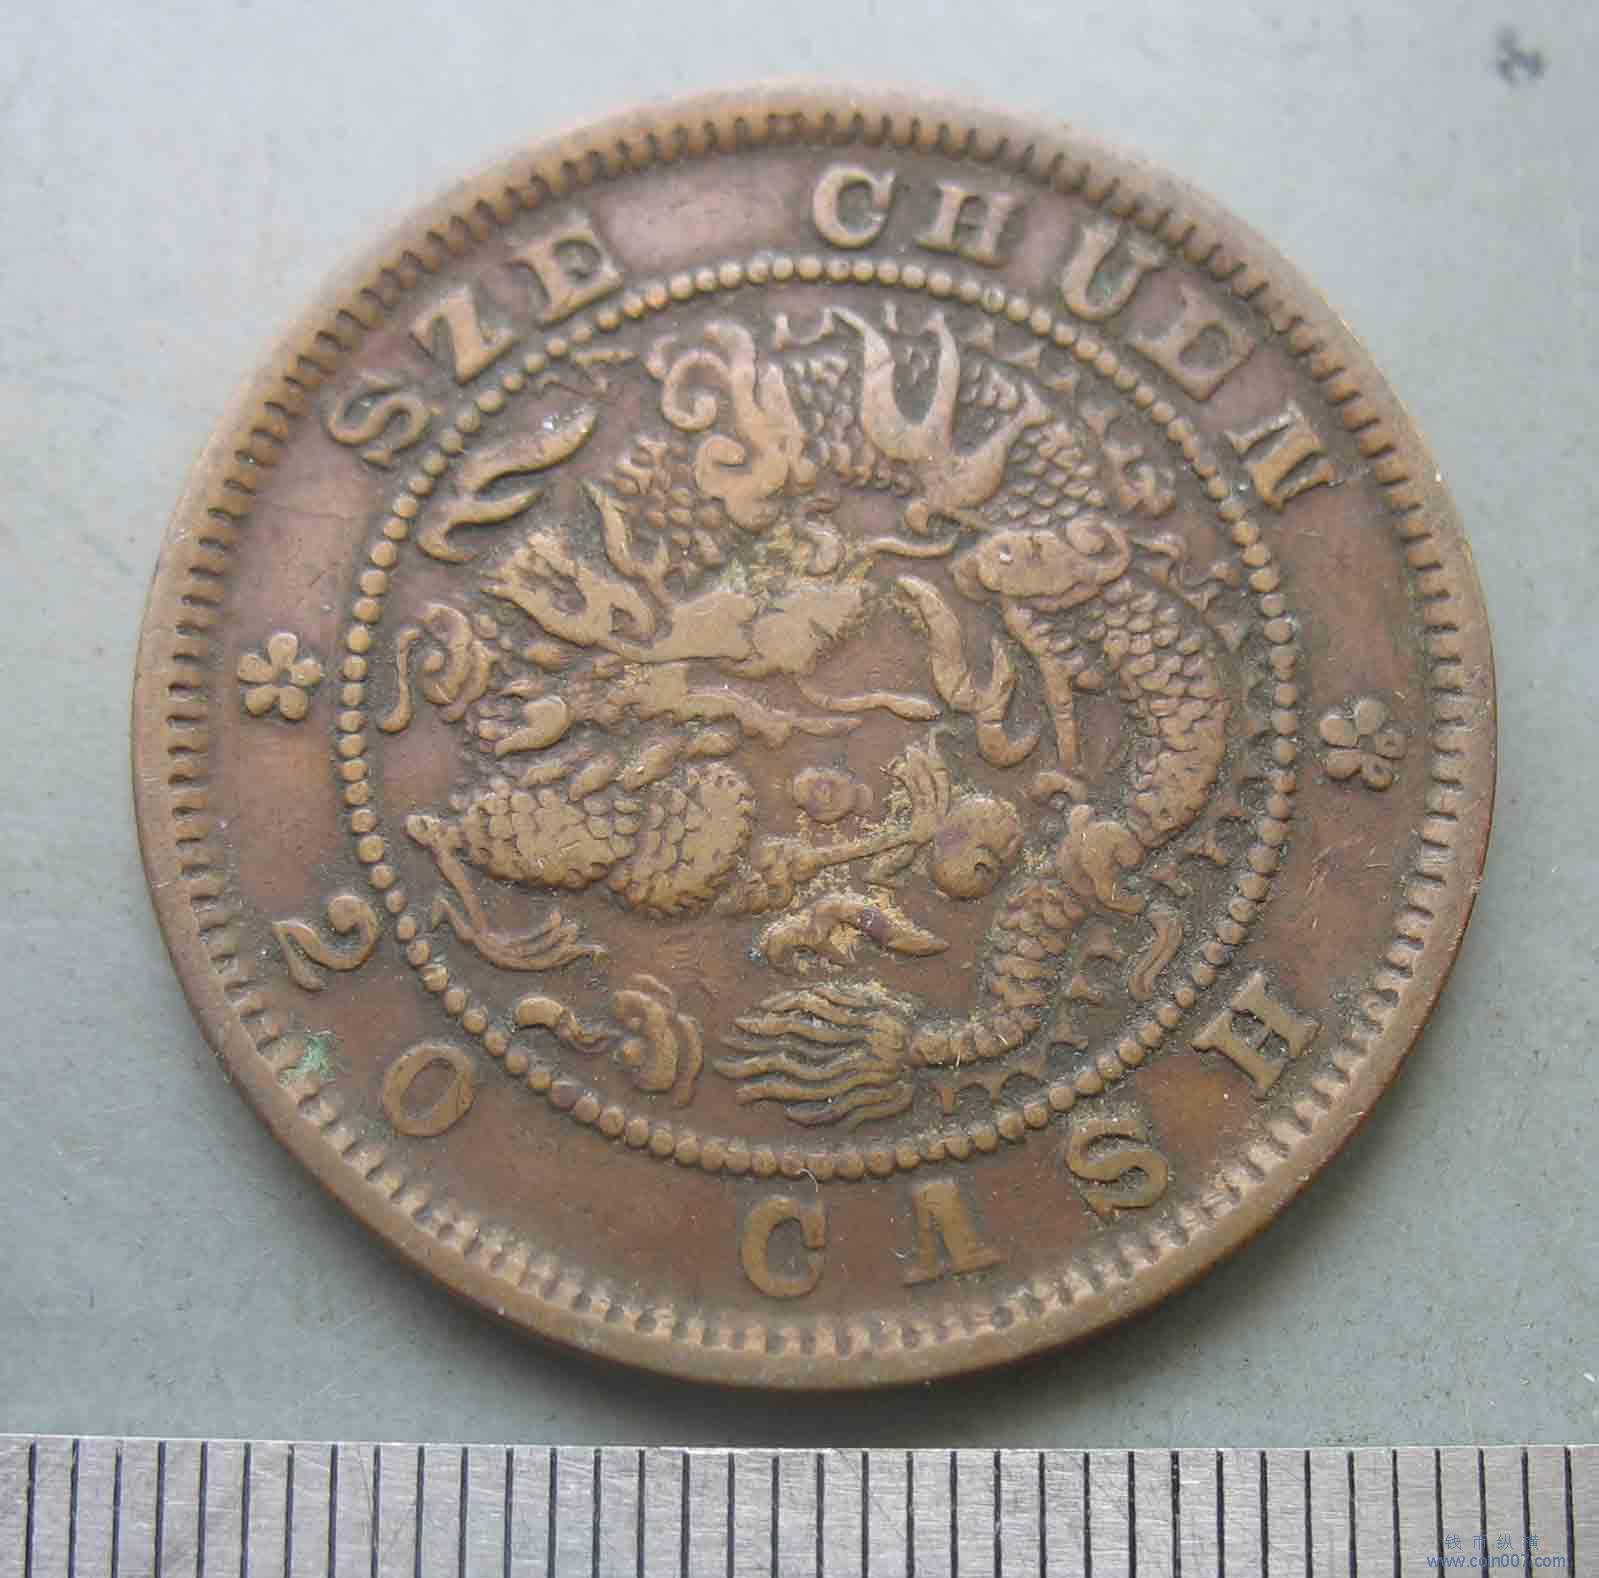 SZE CHUEN
20 CASH
钱币纵横
www.coin007.com